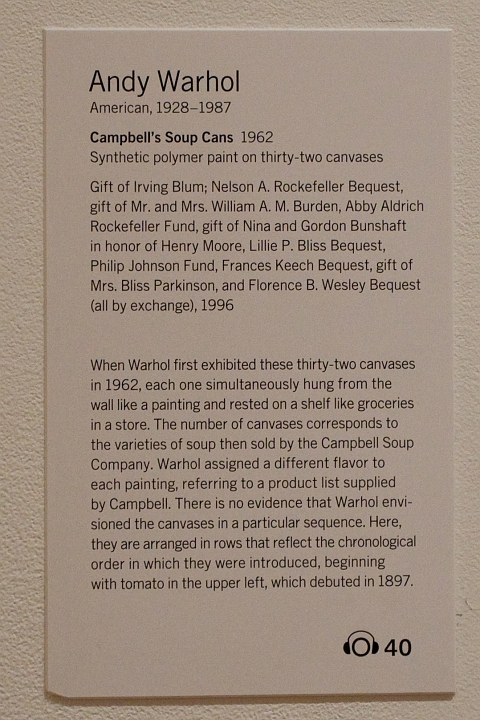 Andy Warhol
American, 1928–1987
Campbell's Soup Cans 1962
Synthetic polymer paint on thirty-two canvases
Gift of Irving Blum; Nelson A. Rockefeller Bequest,
gift of Mr. and Mrs. William A. M. Burden, Abby Aldrich
Rockefeller Fund, gift of Nina and Gordon Bunshaft
in honor of Henry Moore, Lillie P. Bliss Bequest,
Philip Johnson Fund, Frances Keech Bequest, gift of
Mrs. Bliss Parkinson, and Florence B. Wesley Bequest
(all by exchange), 1996
When Warhol first exhibited these thirty-two canvases
in 1962, each one simultaneously hung from the
wall like a painting and rested on a shelf like groceries
in a store. The number of canvases corresponds to
the varieties of soup then sold by the Campbell Soup
Company. Warhol assigned a different flavor to
each painting, referring to a product list supplied
by Campbell. There is no evidence that Warhol envi-
sioned the canvases in a particular sequence. Here,
they are arranged in rows that reflect the chronological
order in which they were introduced, beginning
with tomato in the upper left, which debuted in 1897.
40